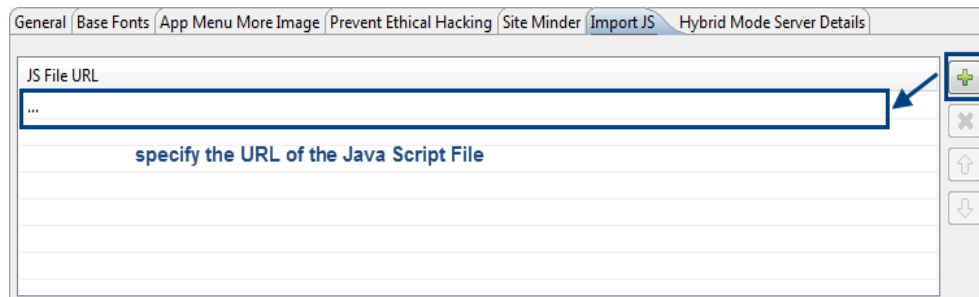 General Base Fonts App Menu More Image Prevent Ethical Hacking Site Minder Import JS Hybrid Mode Server Details
JS File URL
...
specify the URL of the Java Script File